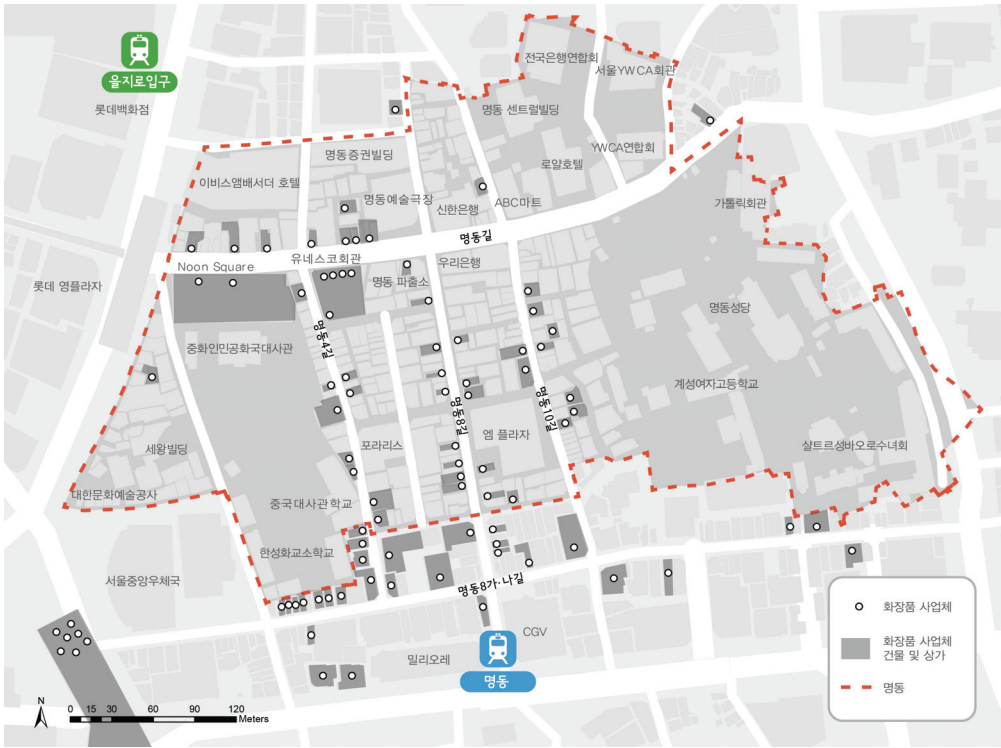 을지로입구
롯데백화점
전국은행연합회
서울YWCA회관
명동 센트럴빌딩
명동증권빌딩
로얄호텔
YWCA연합회
이비스앰배서더 호텔
명동예술극장
신한은행
ABC마트
가톨릭회관
명동길
Noon Square
유네스코회관
우리은행
명동 파출소
롯데 영플라자
명동성당
중화인민공화국대사관
명동4길
계성여자고등학교
명동8길
명동10길
엠 플라자
세왕빌딩
포라리스
샬트르성바오로수녀회
대한문화예술공사
중국대사관학교
한성화교소학교
서울중앙우체국
명동8가·나길
CGV
밀리오레
명동
화장품 사업체
화장품 사업체
건물 및 상가
명동
N
0 15 30 60 90 120
Meters